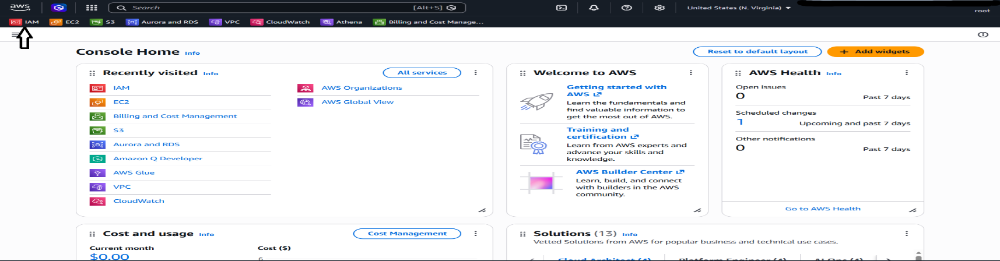 aws Search [Alt+S] United States (N. Virginia)
root
IAM EC2 S3 Aurora and RDS VPC CloudWatch Athena Billing and Cost Manage...
Console Home Info Reset to default layout + Add widgets
Recently visited Info All services
IAM
EC2
Billing and Cost Management
S3
Aurora and RDS
Amazon Q Developer
AWS Glue
VPC
CloudWatch
AWS Organizations
AWS Global View
Welcome to AWS
Getting started with
AWS
Learn the fundamentals and
find valuable information to
get the most out of AWS.
Training and
certification
Learn from AWS experts and
advance your skills and
knowledge.
AWS Builder Center
Learn, build, and connect
with builders in the AWS
community.
AWS Health Info
Open issues
0 Past 7 days
Scheduled changes
1 Upcoming and past 7 days
Other notifications
0 Past 7 days
Go to AWS Health
Cost and usage Info Cost Management
Current month Cost ($)
$0.00
6
Solutions (13) Info
Vetted Solutions from AWS for popular business and technical use cases.
Cloud Architect (4) Platform Engineer (4) AI Ops (4)